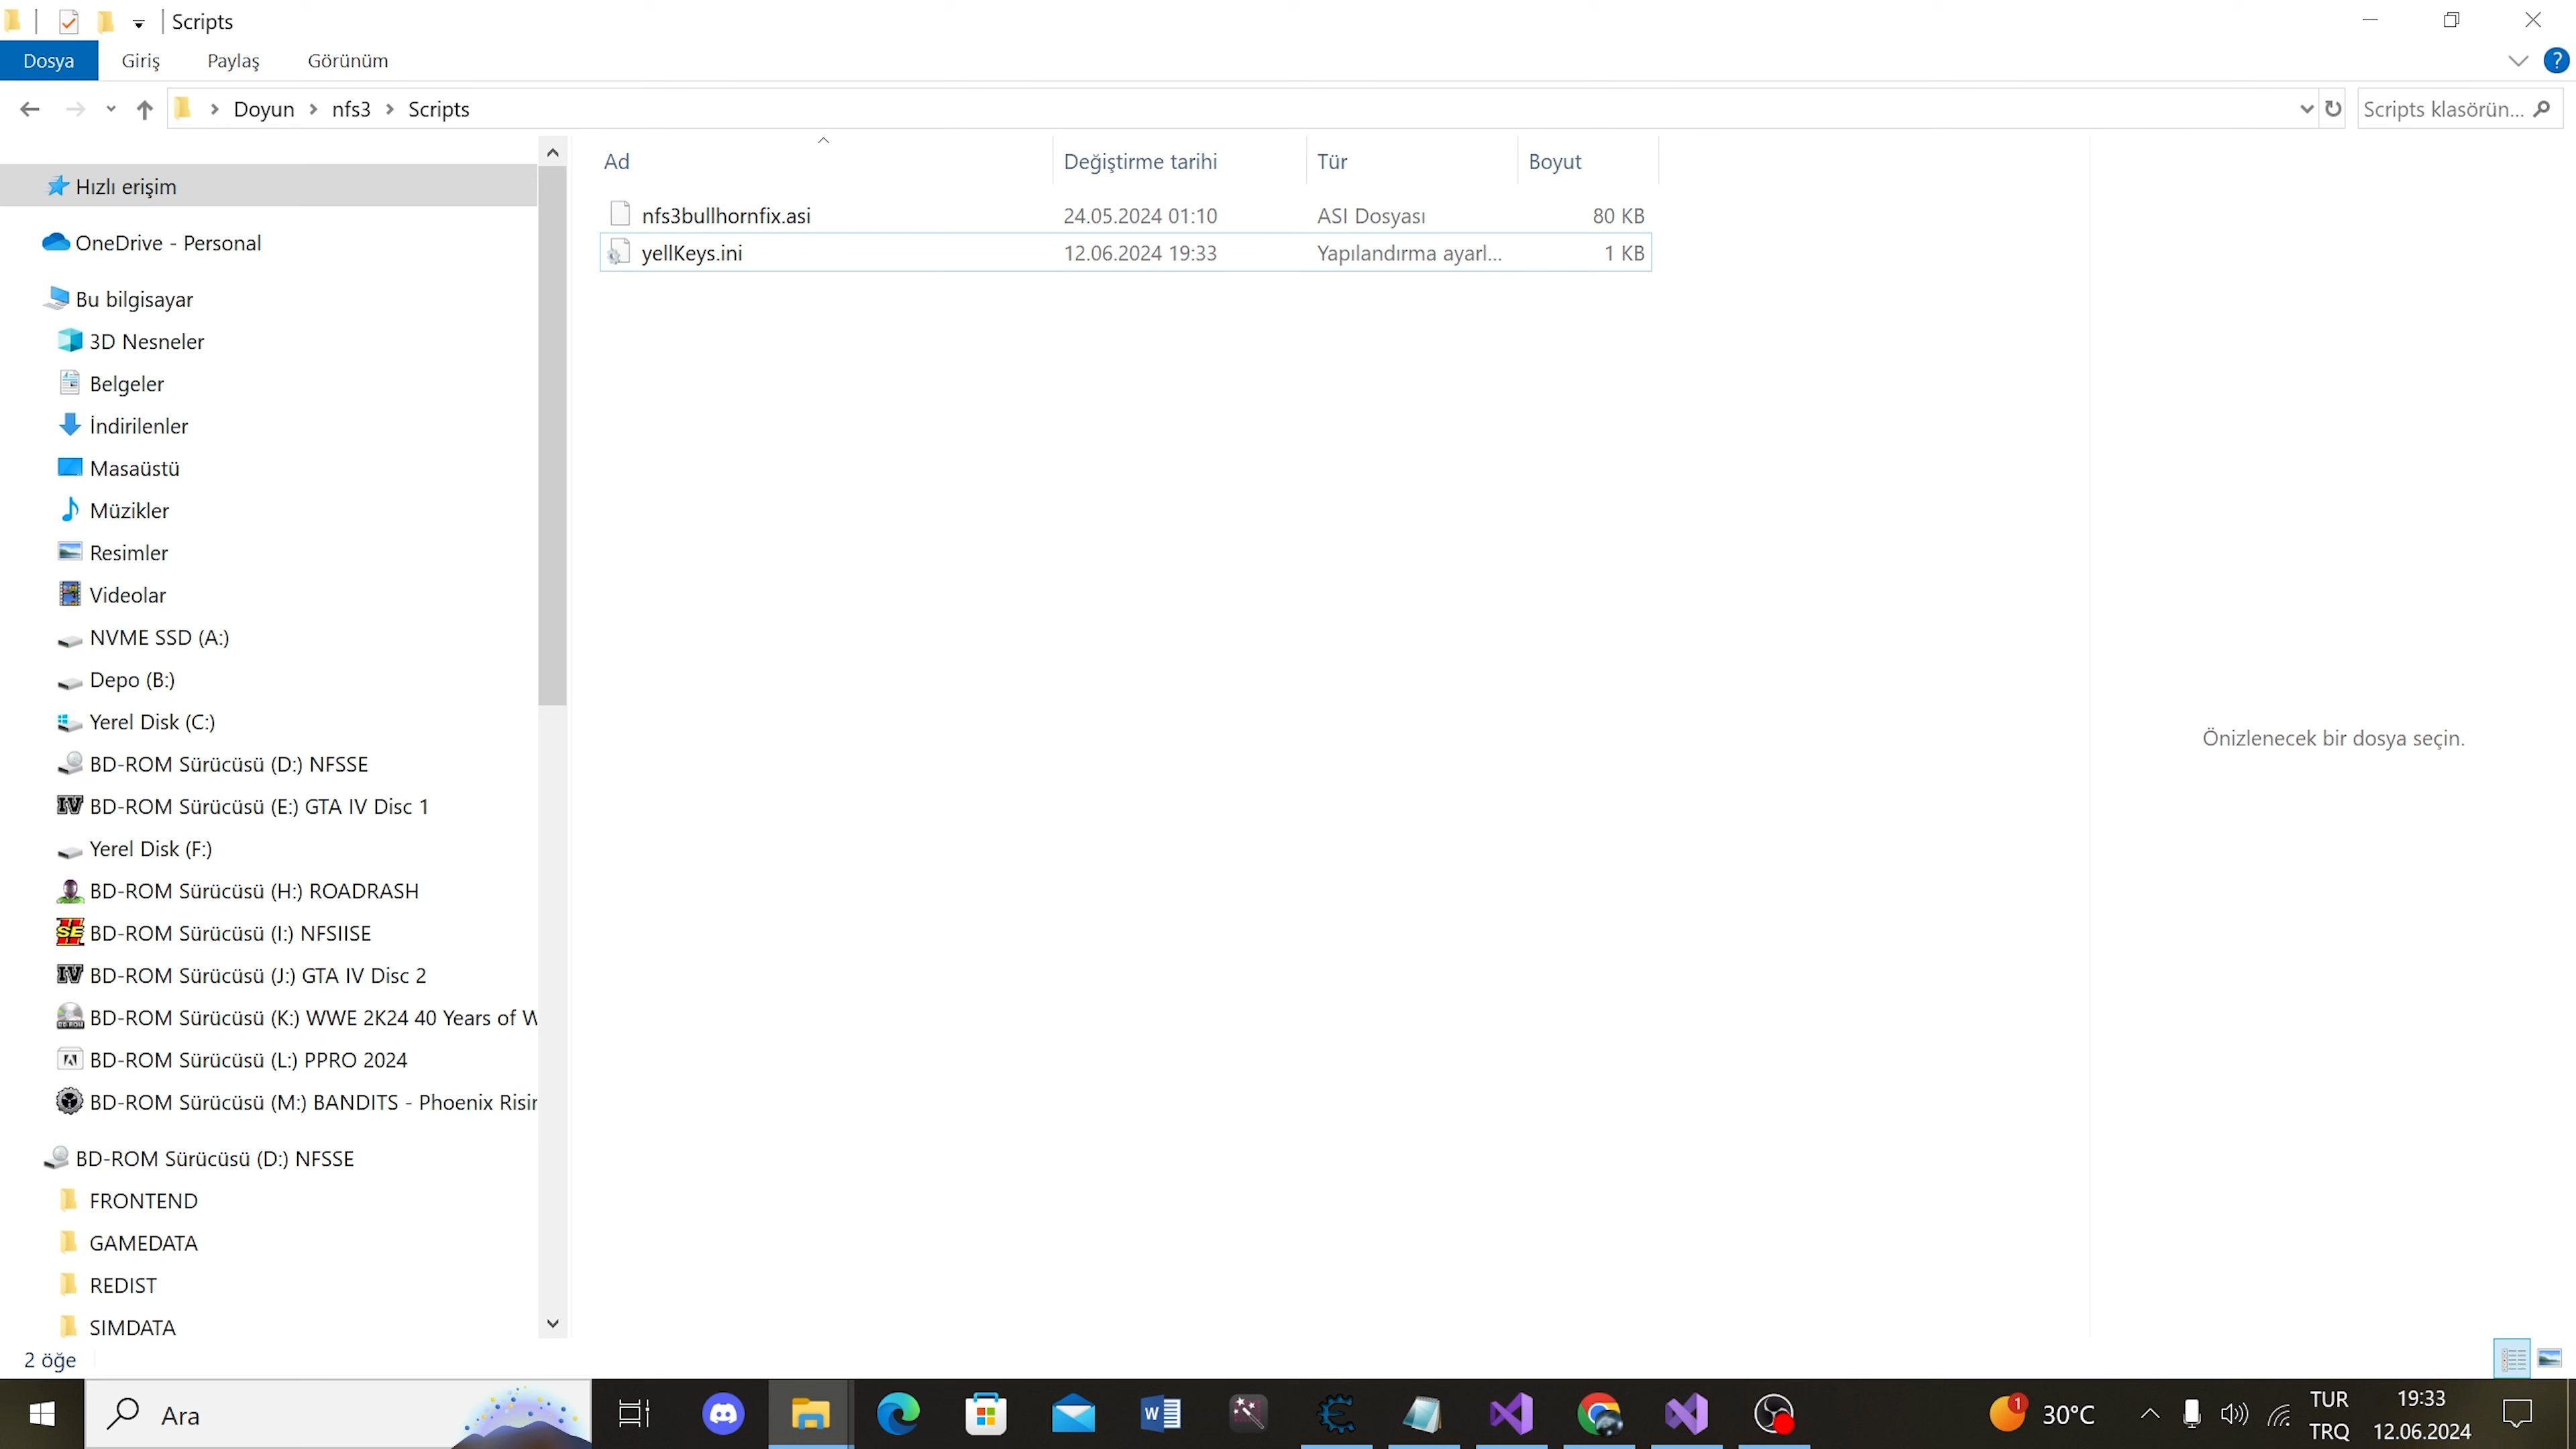 Scripts
Dosya Giriş Paylaş Görünüm
Doyun nfs3 Scripts
Scripts klasörün...
Ad Değiştirme tarihi Tür Boyut
nfs3bullhornfix.asi 24.05.2024 01:10 ASI Dosyası 80 KB
yellKeys.ini 12.06.2024 19:33 Yapılandırma ayarl... 1 KB
Hızlı erişim
OneDrive - Personal
Bu bilgisayar
3D Nesneler
Belgeler
İndirilenler
Masaüstü
Müzikler
Resimler
Videolar
NVME SSD (A:)
Depo (B:)
Yerel Disk (C:)
BD-ROM Sürücüsü (D:) NFSSE
BD-ROM Sürücüsü (E:) GTA IV Disc 1
Yerel Disk (F:)
BD-ROM Sürücüsü (H:) ROADRASH
BD-ROM Sürücüsü (I:) NFSIISE
BD-ROM Sürücüsü (J:) GTA IV Disc 2
BD-ROM Sürücüsü (K:) WWE 2K24 40 Years of W
BD-ROM Sürücüsü (L:) PPRO 2024
BD-ROM Sürücüsü (M:) BANDITS - Phoenix Risir
BD-ROM Sürücüsü (D:) NFSSE
FRONTEND
GAMEDATA
REDIST
SIMDATA
Önizlenecek bir dosya seçin.
2 öğe
Ara
1
30°C
TUR
TRQ
19:33
12.06.2024